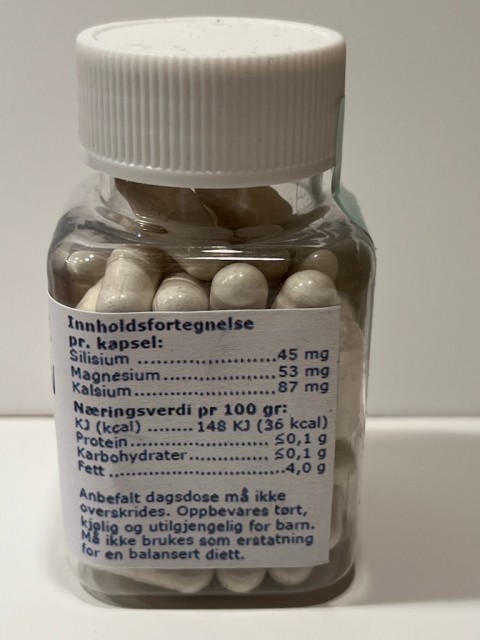 Innholdsfortegnelse
pr. kapsel:
Silisium ....................45 mg
Magnesium................53 mg
Kalsium.....................87 mg
Næringsverdi pr 100 gr:
KJ (kcal) ....... 148 KJ (36 kcal)
Protein........................≤0,1 g
Karbohydrater.............≤0,1 g
Fett ............................4,0 g
Anbefalt dagsdose må ikke
overskrides. Oppbevares tørt,
kjølig og utilgjengelig for barn.
Må ikke brukes som erstatning
for en balansert diett.